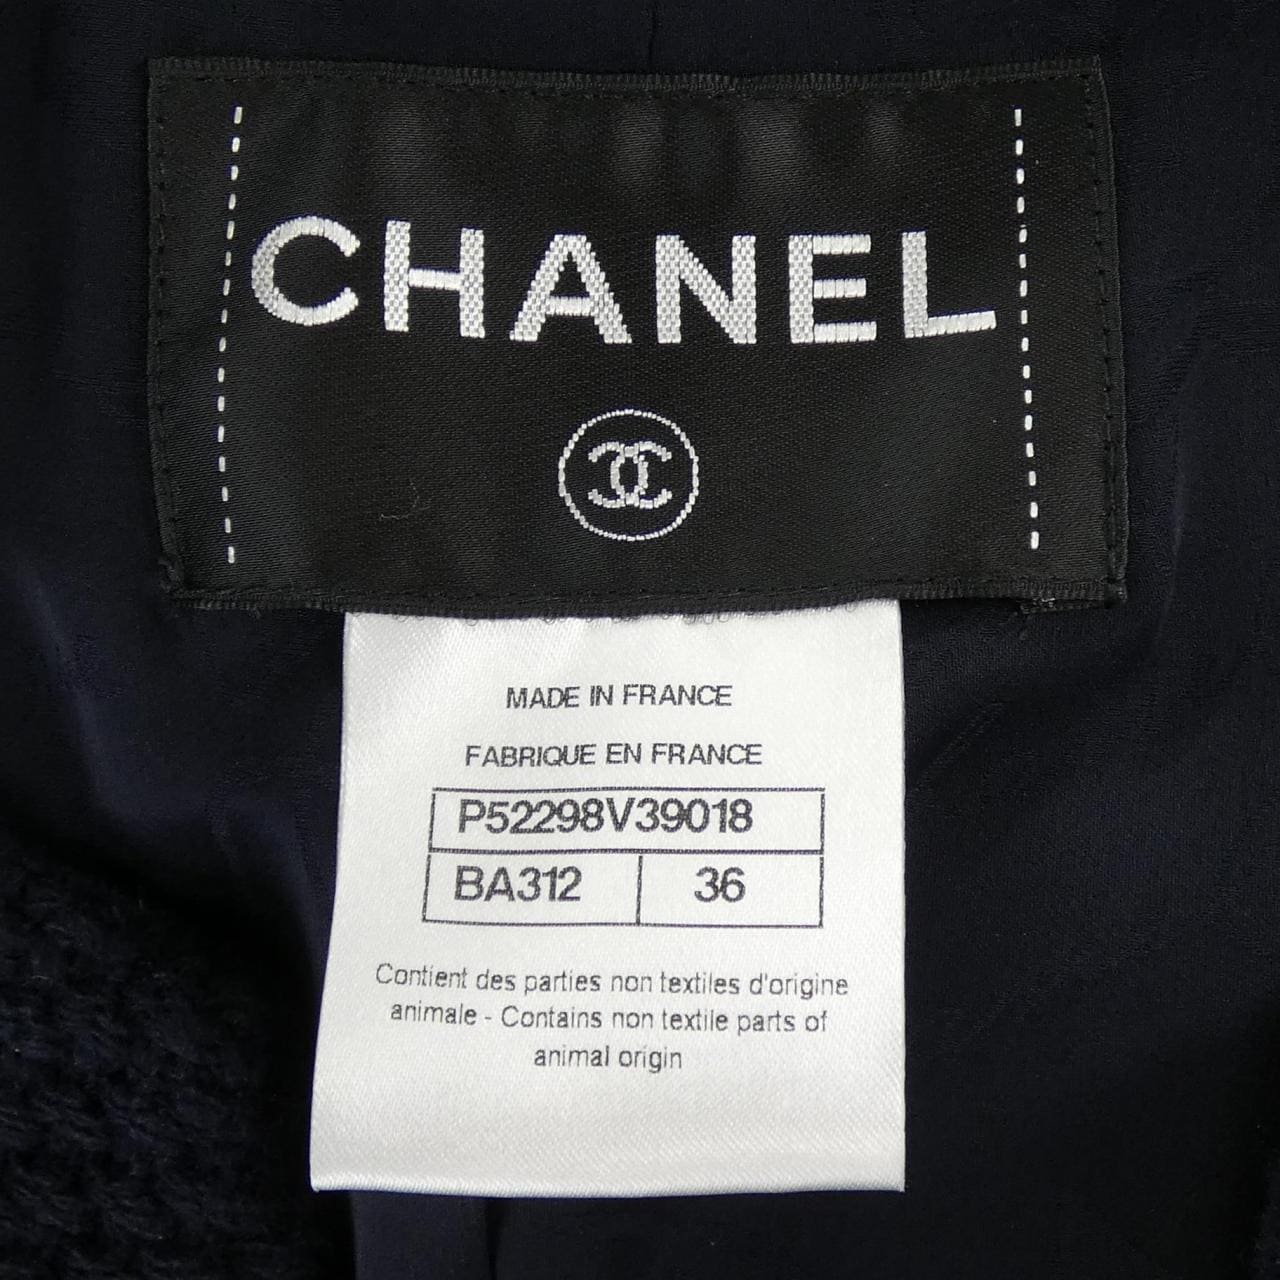 CHANEL
MADE IN FRANCE
FABRIQUE EN FRANCE
P52298V39018
BA312 36
Contient des parties non textiles d'origine
animale - Contains non textile parts of
animal origin